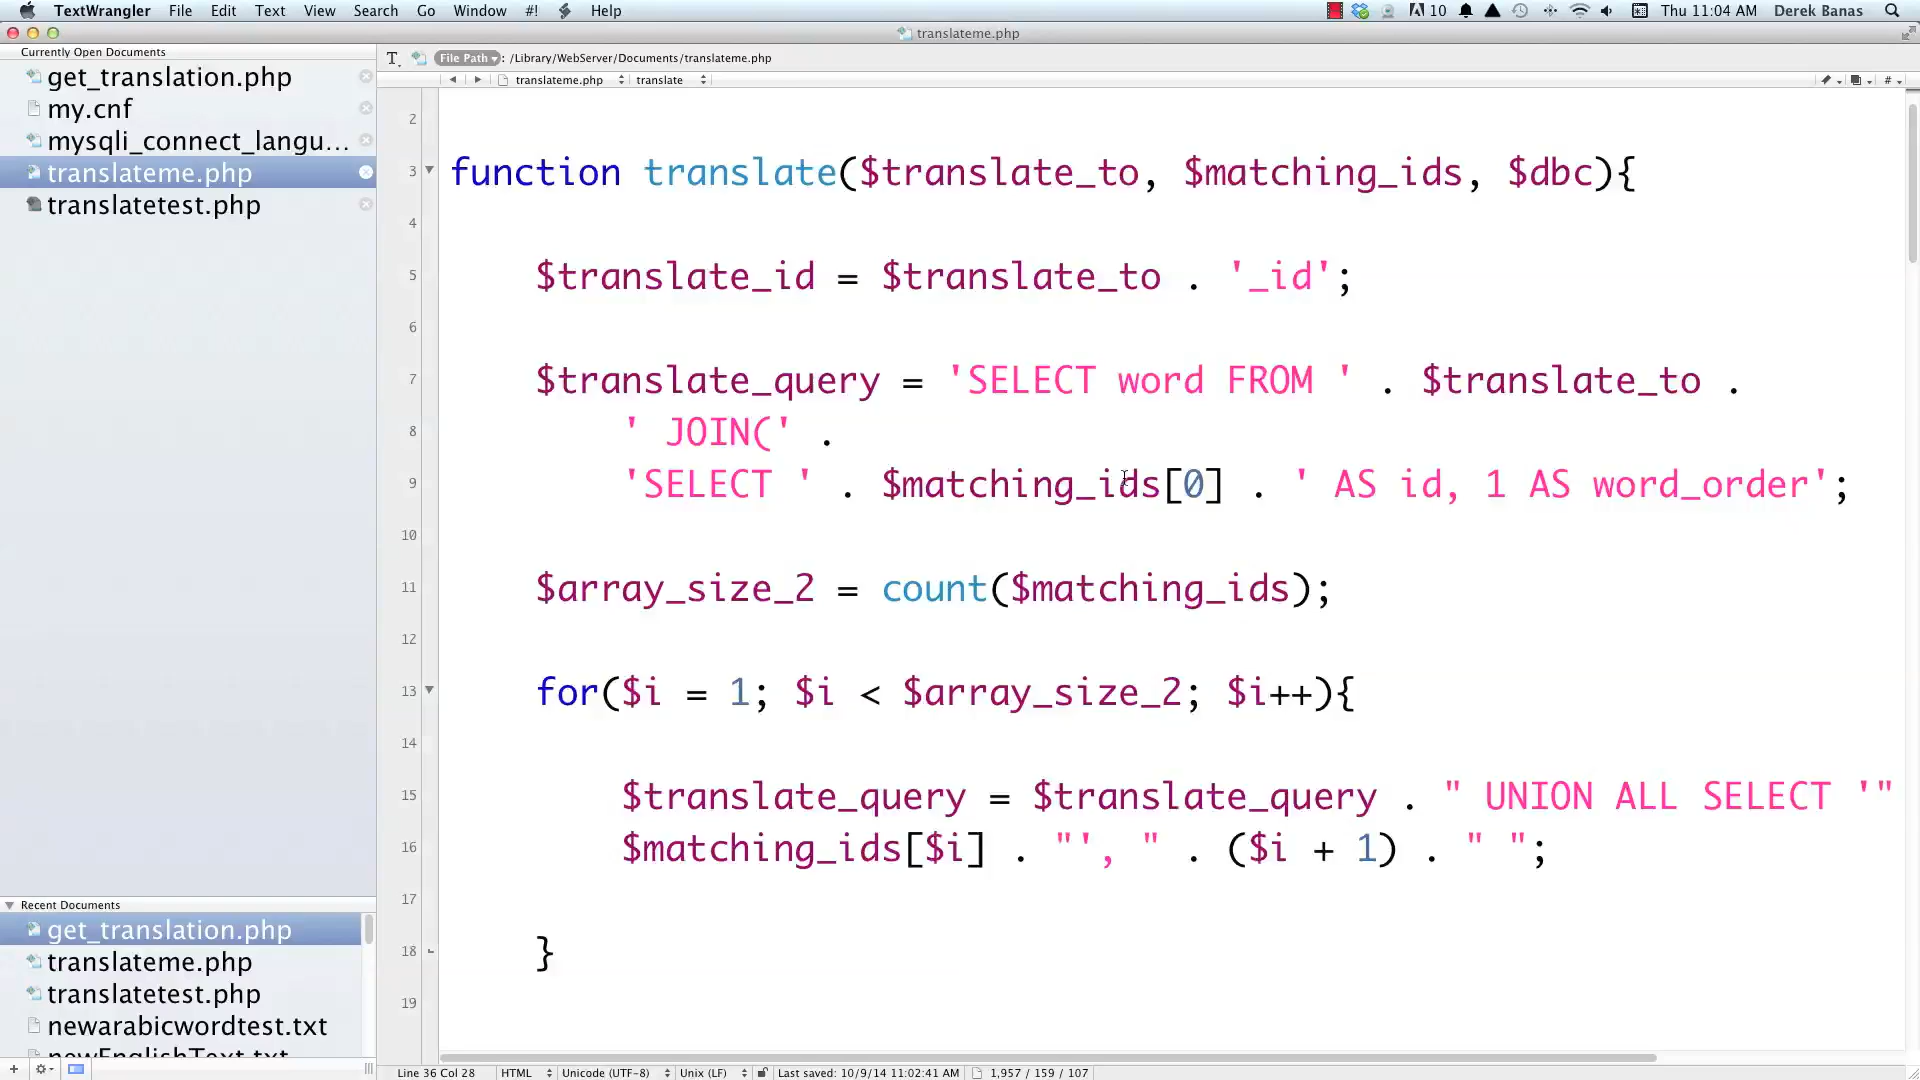 TextWrangler File Edit Text View Search Go Window #! Help 10 Thu 11:04 AM Derek Banas
translateme.php
Currently Open Documents
get_translation.php
my.cnf
mysqli_connect_langu...
translateme.php
translatetest.php
File Path : /Library/WebServer/Documents/translateme.php
translateme.php translate #
2
3 function translate($translate_to, $matching_ids, $dbc){
4
5 $translate_id = $translate_to . '_id';
6
7 $translate_query = 'SELECT word FROM ' . $translate_to .
8 ' JOIN(' .
9 'SELECT ' . $matching_ids[0] . ' AS id, 1 AS word_order';
10
11 $array_size_2 = count($matching_ids);
12
13 for($i = 1; $i < $array_size_2; $i++){
14
15 $translate_query = $translate_query . " UNION ALL SELECT '"
16 $matching_ids[$i] . "', " . ($i + 1) . " ";
17
18 }
19
Recent Documents
get_translation.php
translateme.php
translatetest.php
newarabicwordtest.txt
newEnglishText.txt
Line 36 Col 28 HTML Unicode (UTF-8) Unix (LF) Last saved: 10/9/14 11:02:41 AM 1,957 / 159 / 107